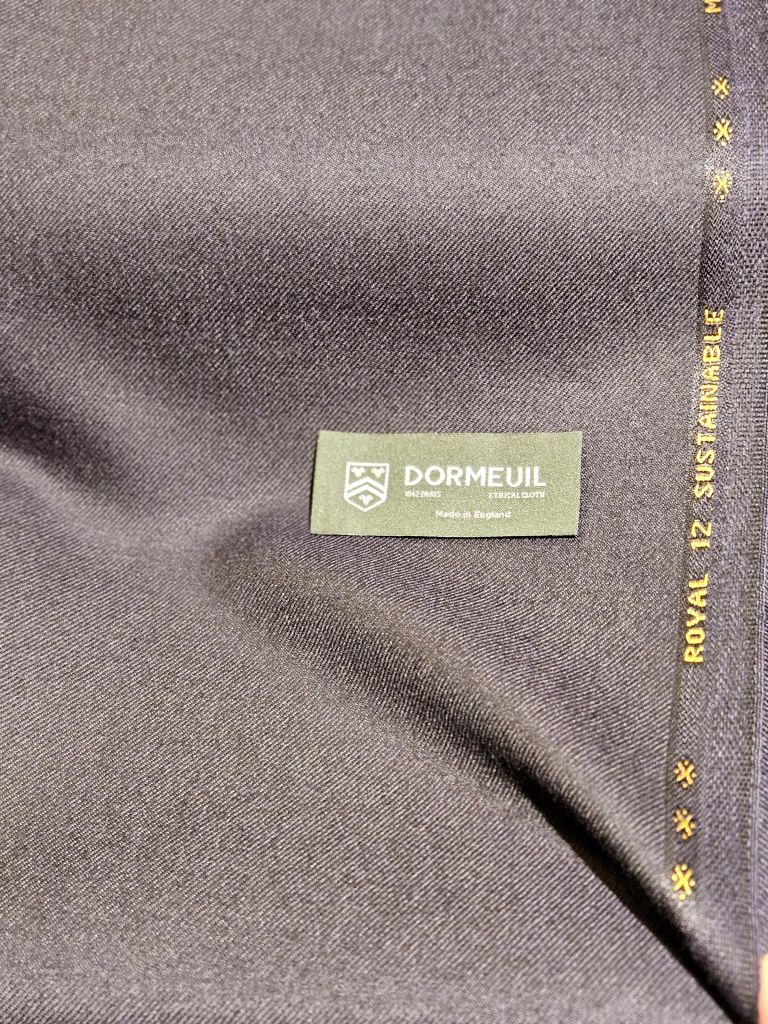 DORMEUIL
1842 PARIS ETHICAL CLOTH
Made in England
ROYAL 12 SUSTAINABLE